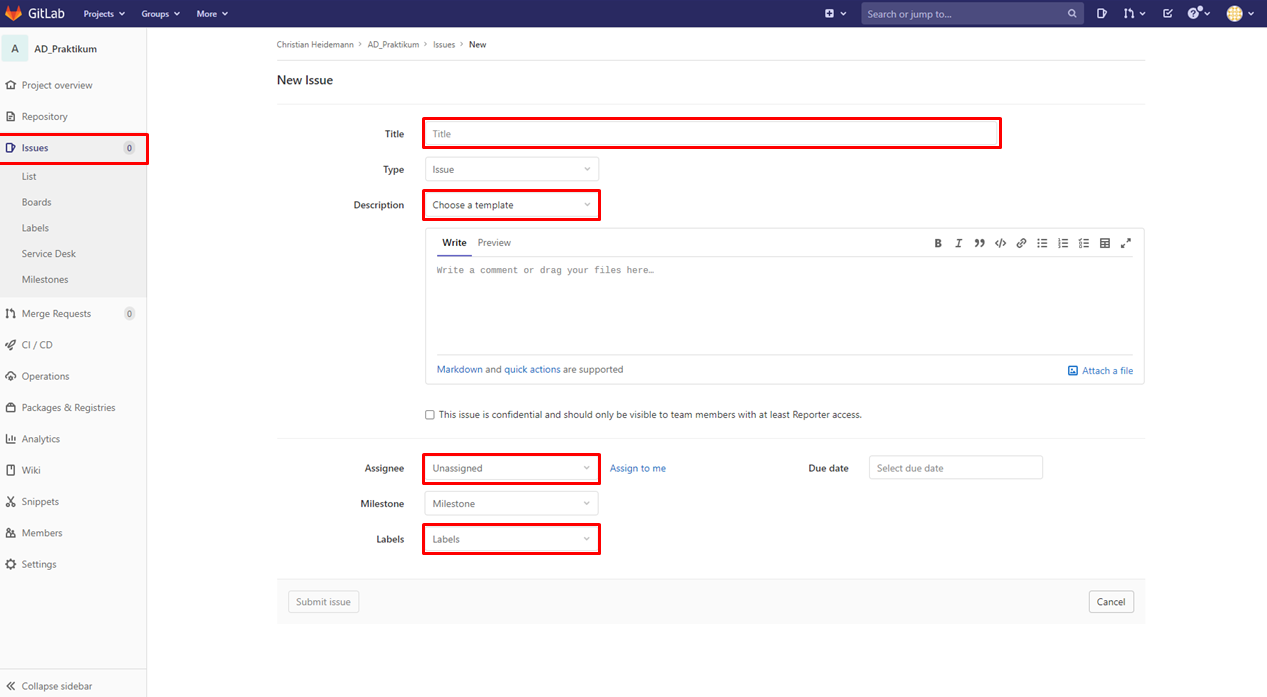 GitLab Projects Groups More Search or jump to...
A AD_Praktikum
Project overview
Repository
Issues 0
List
Boards
Labels
Service Desk
Milestones
Merge Requests 0
CI / CD
Operations
Packages & Registries
Analytics
Wiki
Snippets
Members
Settings
Collapse sidebar
Christian Heidemann > AD_Praktikum > Issues > New
New Issue
Title Title
Type Issue
Description Choose a template
Write Preview
Write a comment or drag your files here…
Markdown and quick actions are supported Attach a file
This issue is confidential and should only be visible to team members with at least Reporter access.
Assignee Unassigned Assign to me Due date Select due date
Milestone Milestone
Labels Labels
Submit issue Cancel